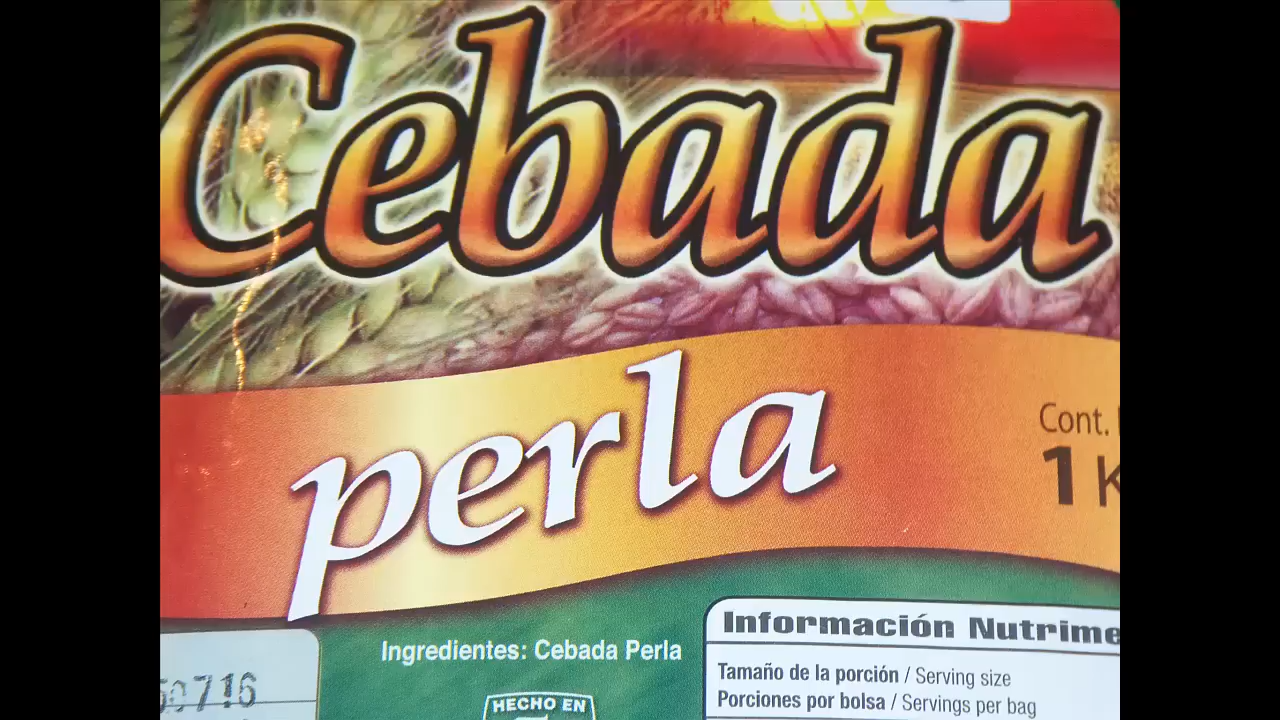 Cebada
perla
Cont.
1 K
Ingredientes: Cebada Perla
Información Nutrime
Tamaño de la porción / Serving size
Porciones por bolsa / Servings per bag
0716
HECHO EN